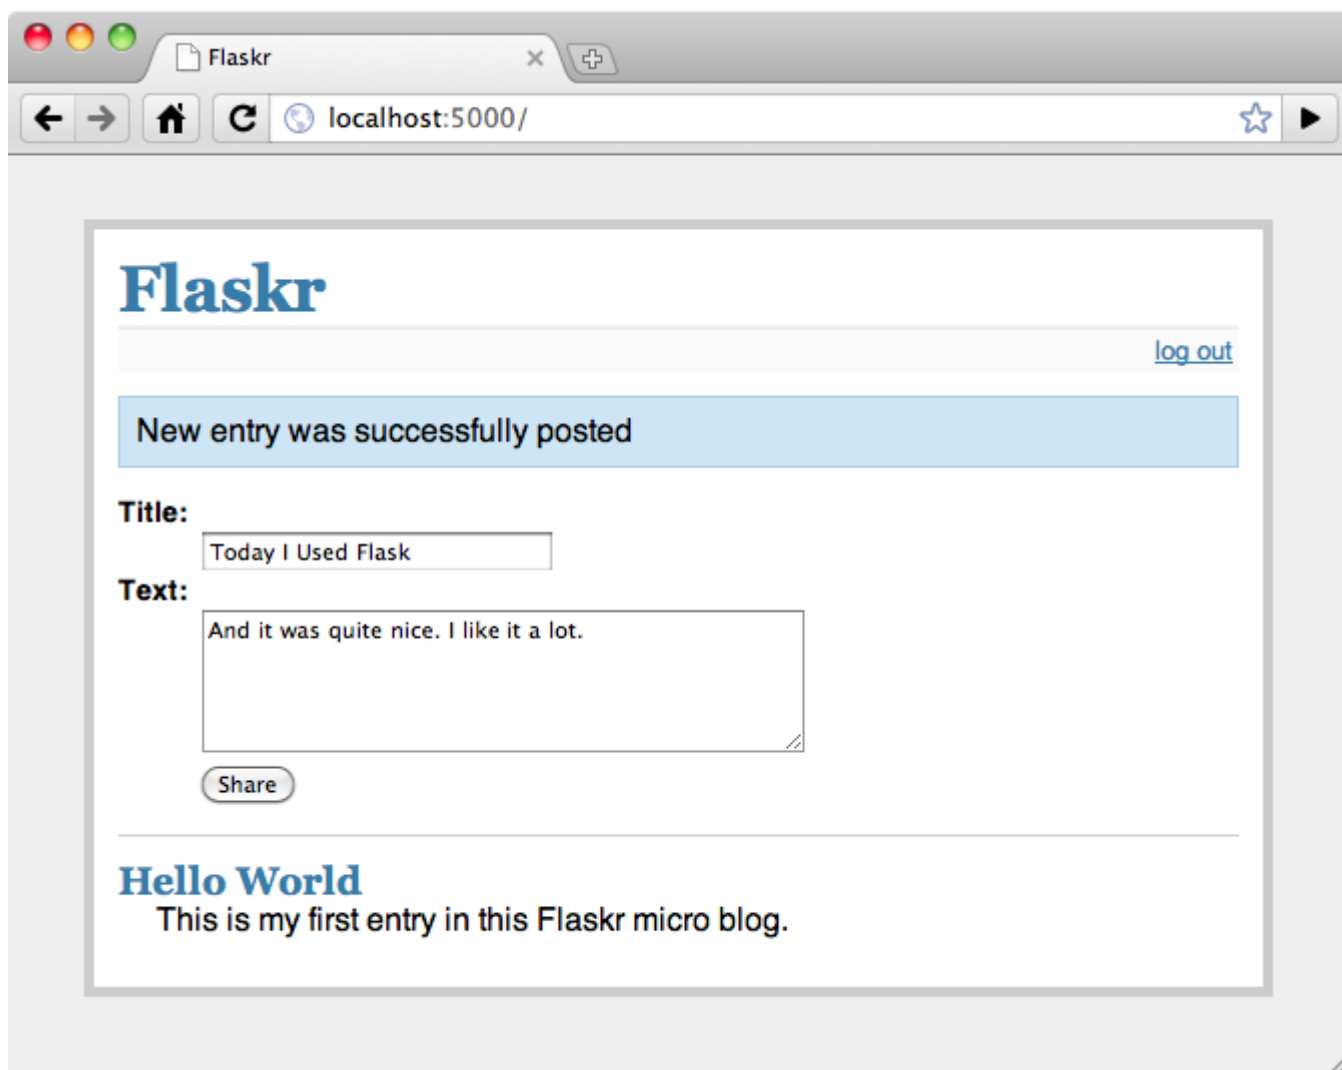 Flaskr
localhost:5000/
Flaskr
log out
New entry was successfully posted
Title:
Today I Used Flask
Text:
And it was quite nice. I like it a lot.
Share
Hello World
This is my first entry in this Flaskr micro blog.